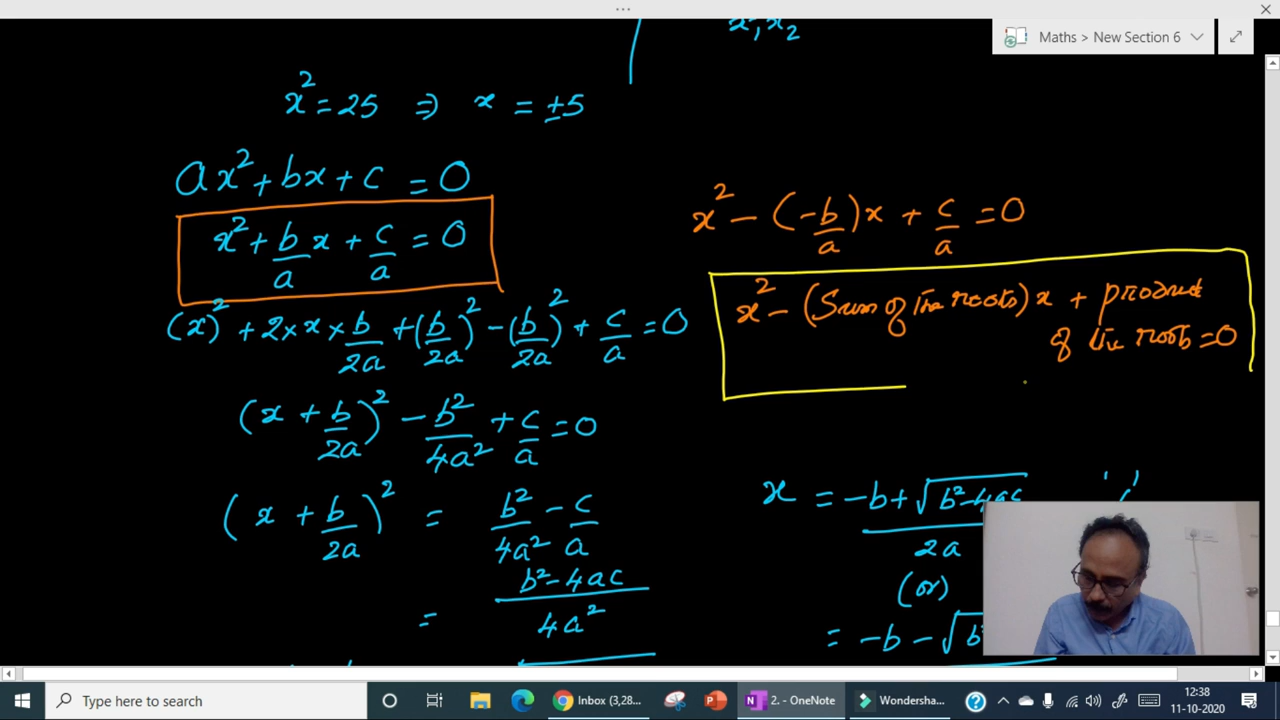 x₁, x₂
Maths > New Section 6
x² = 25 ⇒ x = ±5
ax² + bx + c = 0
x² + b/a x + c/a = 0
x² - (-b/a)x + c/a = 0
x² - (Sum of the roots) x + product
of the roots = 0
(x)² + 2 × x × b/2a + (b/2a)² - (b/2a)² + c/a = 0
(x + b/2a)² - b²/4a² + c/a = 0
(x + b/2a)² = b²/4a² - c/a
= b² - 4ac / 4a²
x = -b + √b² - 4ac / 2a
(or)
= -b - √b²
Type here to search
Inbox (3,28...
2. - OneNote
Wondersha...
12:38
11-10-2020